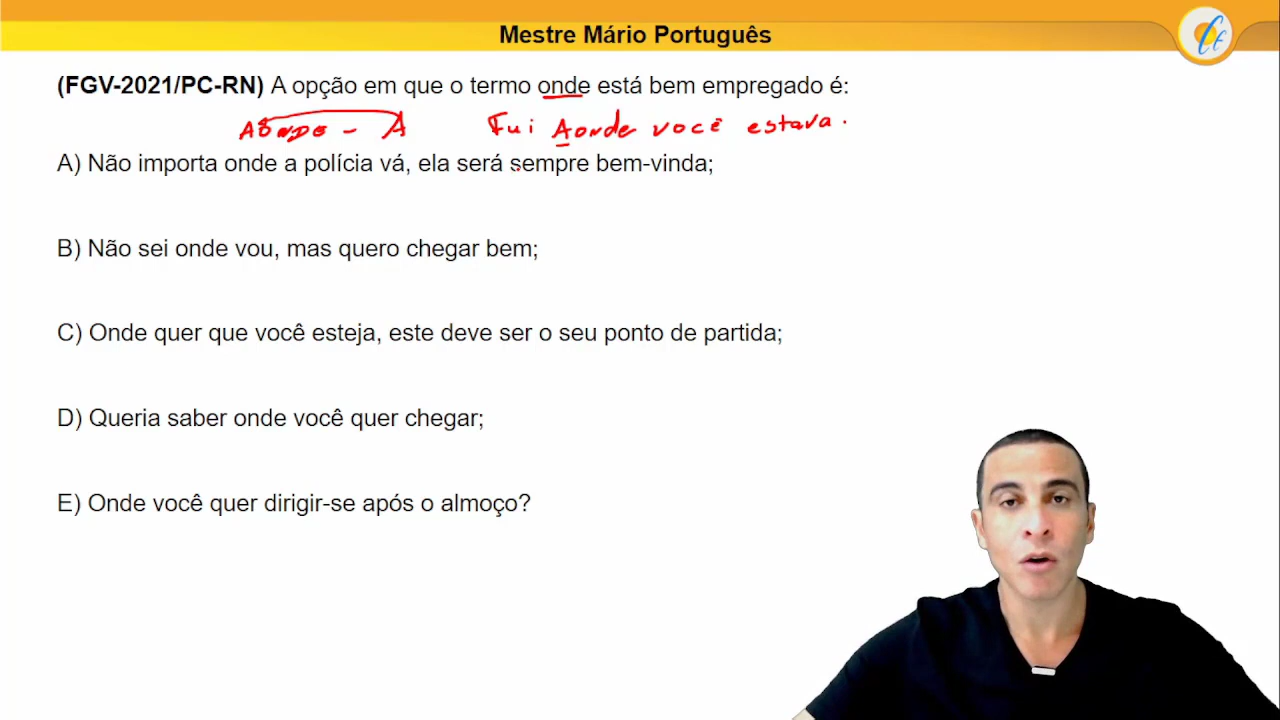 Mestre Mário Português
(FGV-2021/PC-RN) A opção em que o termo onde está bem empregado é:
AONDE - A Fui Aonde você estava.
A) Não importa onde a polícia vá, ela será sempre bem-vinda;
B) Não sei onde vou, mas quero chegar bem;
C) Onde quer que você esteja, este deve ser o seu ponto de partida;
D) Queria saber onde você quer chegar;
E) Onde você quer dirigir-se após o almoço?